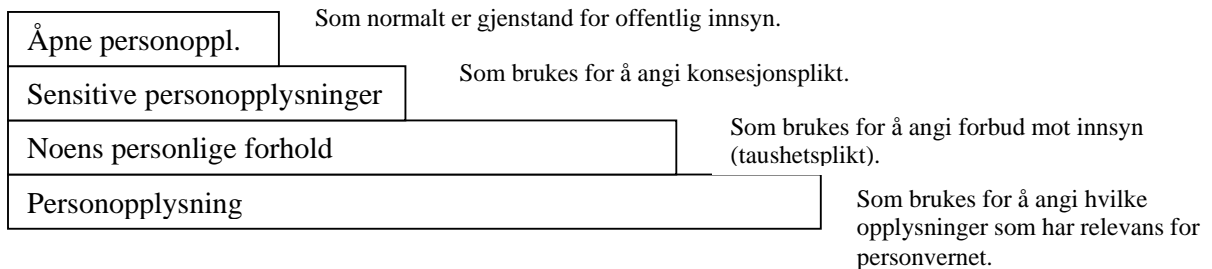 Åpne personoppl.
Som normalt er gjenstand for offentlig innsyn.
Sensitive personopplysninger
Som brukes for å angi konsesjonsplikt.
Noens personlige forhold
Som brukes for å angi forbud mot innsyn
(taushetsplikt).
Personopplysning
Som brukes for å angi hvilke
opplysninger som har relevans for
personvernet.